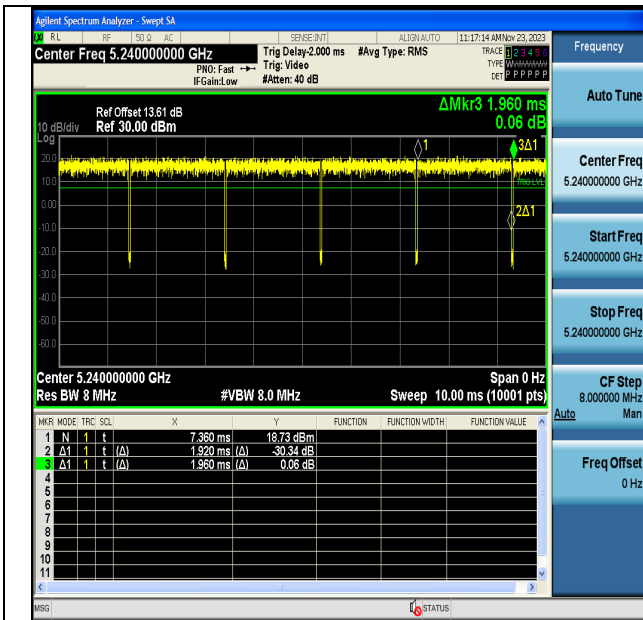 Agilent Spectrum Analyzer - Swept SA
RL RF 50 Ω AC SENSE:INT ALIGN AUTO 11:17:14 AM Nov 23, 2023
Center Freq 5.240000000 GHz
PNO: Fast
IFGain:Low
Trig Delay-2.000 ms
Trig: Video
#Atten: 40 dB
#Avg Type: RMS
TRACE 1 2 3 4 5 6
TYPE WWWWWW
DET P P P P P P
Ref Offset 13.61 dB
10 dB/div Ref 30.00 dBm
ΔMkr3 1.960 ms
0.06 dB
Log
1
3Δ1
20.0
TRIG LVL
10.0
2Δ1
0.00
-10.0
-20.0
-30.0
-40.0
-50.0
-60.0
Center 5.240000000 GHz Span 0 Hz
Res BW 8 MHz #VBW 8.0 MHz Sweep 10.00 ms (10001 pts)
MKR MODE TRC SCL X Y FUNCTION FUNCTION WIDTH FUNCTION VALUE
1 N 1 t 7.360 ms 18.73 dBm
2 Δ1 1 t (Δ) 1.920 ms (Δ) -30.34 dB
3 Δ1 1 t (Δ) 1.960 ms (Δ) 0.06 dB
4
5
6
7
8
9
10
11
MSG STATUS
Frequency
Auto Tune
Center Freq
5.240000000 GHz
Start Freq
5.240000000 GHz
Stop Freq
5.240000000 GHz
CF Step
8.000000 MHz
Auto Man
Freq Offset
0 Hz